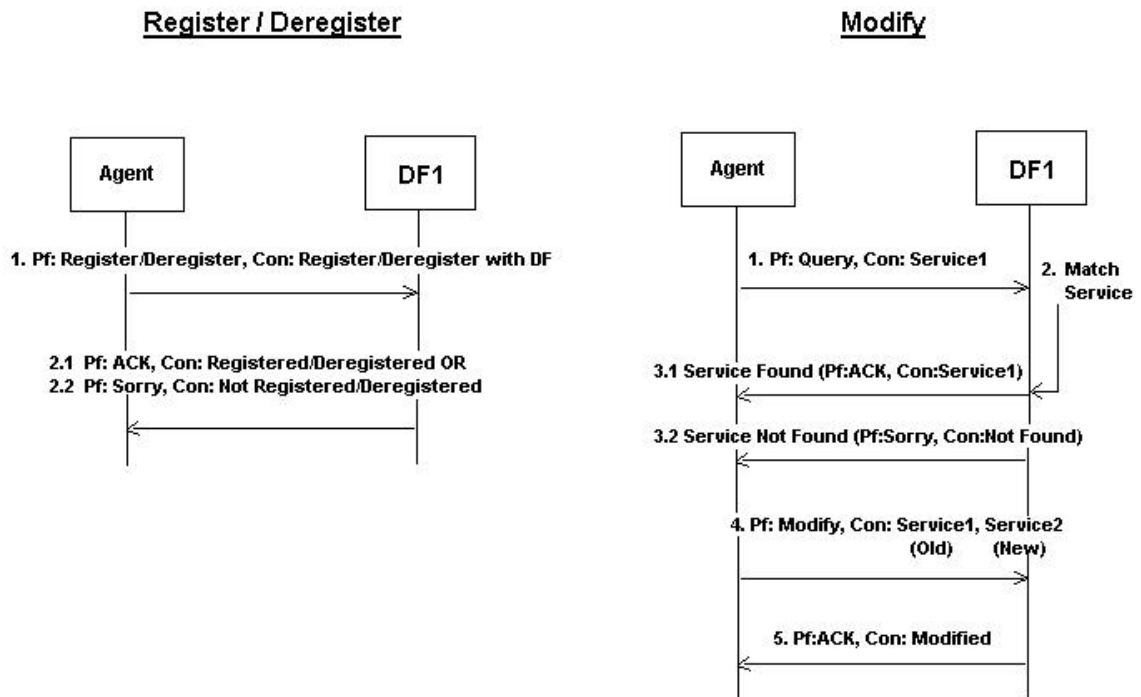 Register / Deregister
Agent
DF1
1. Pf: Register/Deregister, Con: Register/Deregister with DF
2.1 Pf: ACK, Con: Registered/Deregistered OR
2.2 Pf: Sorry, Con: Not Registered/Deregistered
Modify
Agent
DF1
1. Pf: Query, Con: Service1
2. Match
Service
3.1 Service Found (Pf:ACK, Con:Service1)
3.2 Service Not Found (Pf:Sorry, Con:Not Found)
4. Pf: Modify, Con: Service1, Service2
(Old) (New)
5. Pf:ACK, Con: Modified